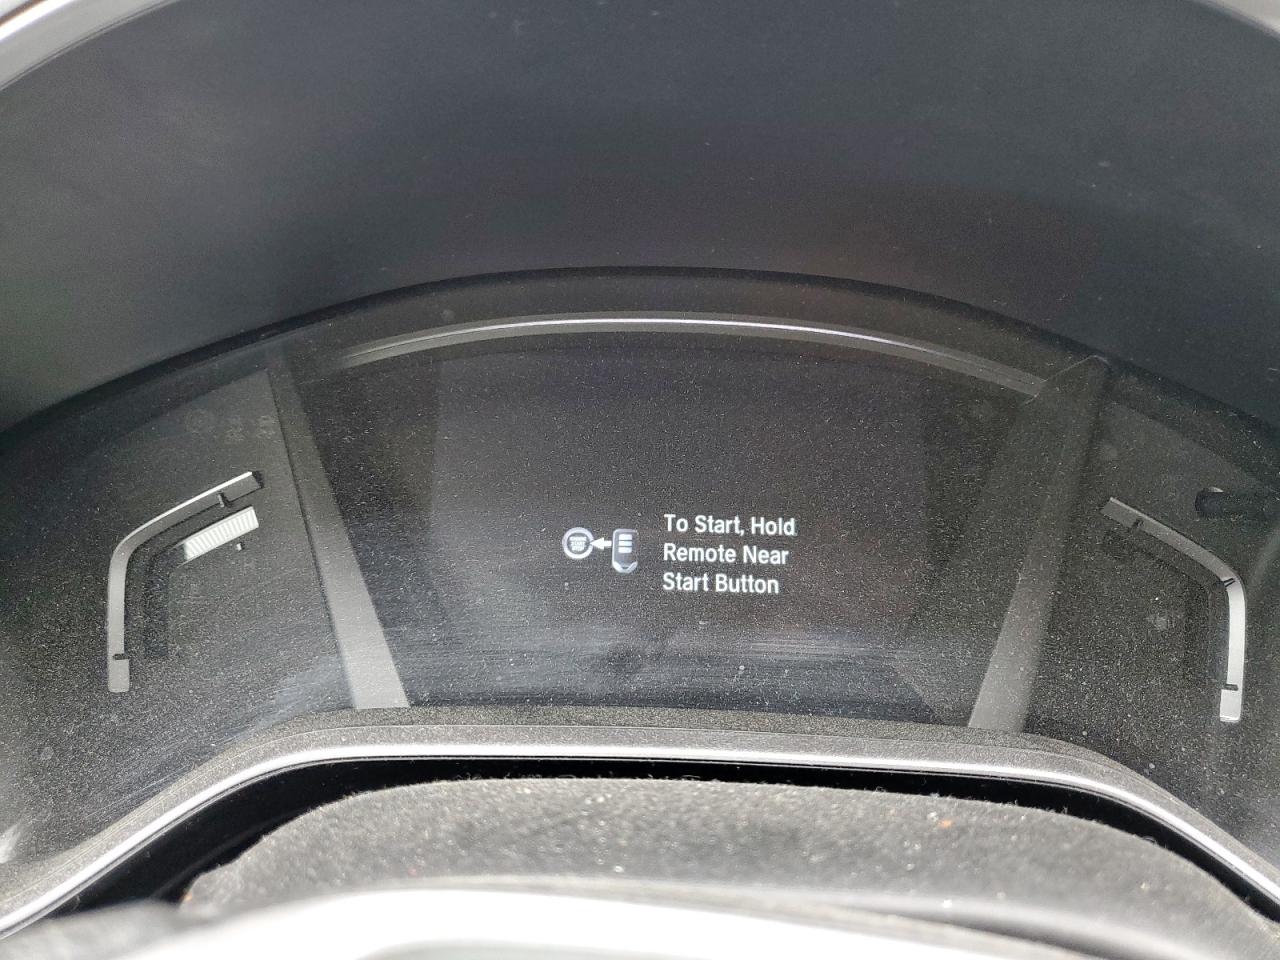 To Start, Hold
Remote Near
Start Button